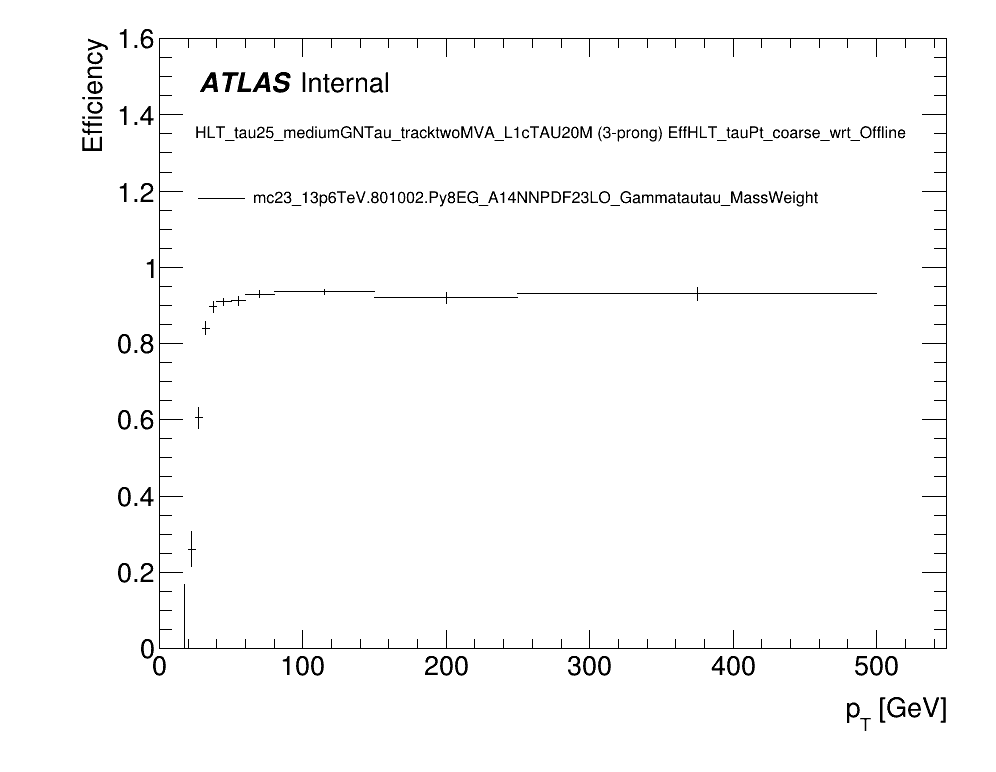 Efficiency
1.6
1.4
1.2
1
0.8
0.6
0.4
0.2
0
ATLAS Internal
HLT_tau25_mediumGNTau_tracktwoMVA_L1cTAU20M (3-prong) EffHLT_tauPt_coarse_wrt_Offline
mc23_13p6TeV.801002.Py8EG_A14NNPDF23LO_Gammatautau_MassWeight
0 100 200 300 400 500
pT [GeV]